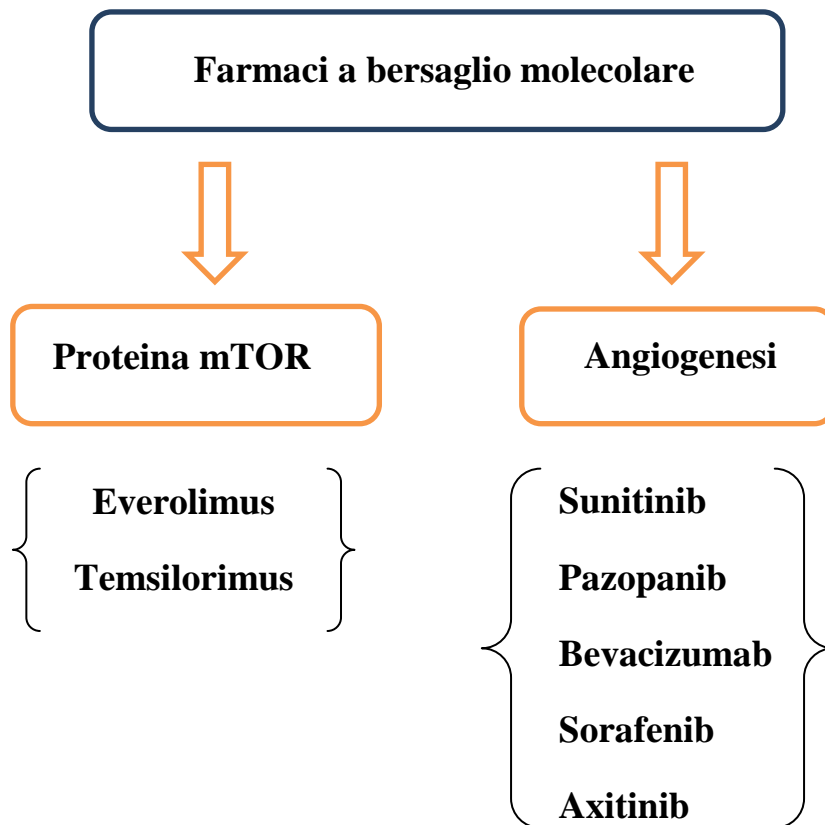 Farmaci a bersaglio molecolare
Proteina mTOR
Angiogenesi
Everolimus
Temsilorimus
Sunitinib
Pazopanib
Bevacizumab
Sorafenib
Axitinib